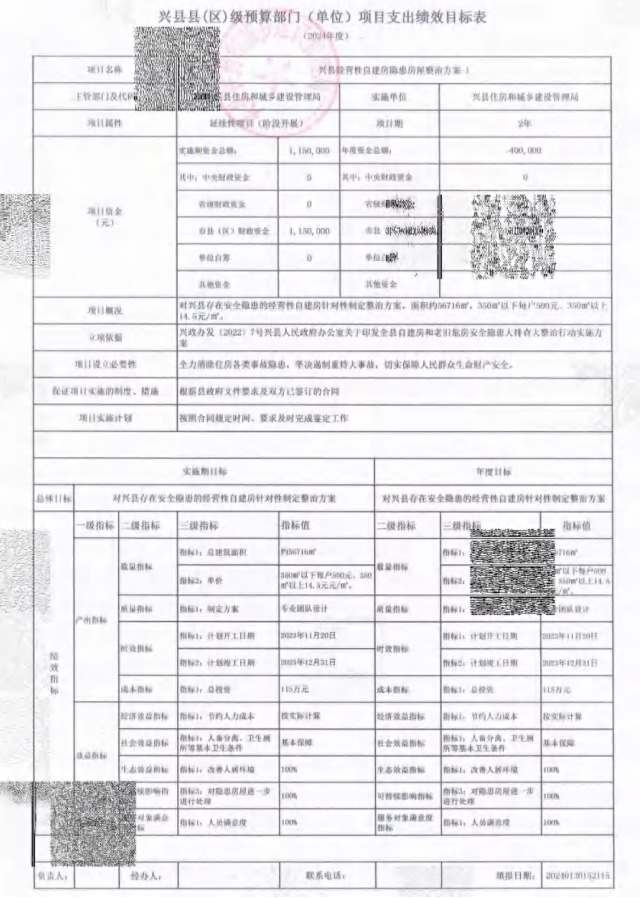 兴县县(区)级预算部门（单位）项目支出绩效目标表
（2024年度）
项目名称 兴县经营性自建房隐患房屋整治方案-1
主管部门及代码 县住房和城乡建设管理局 实施单位 兴县住房和城乡建设管理局
项目属性 延续性项目（阶段开展） 项目期 2年
项目资金（元） 实施期资金总额： 1,150,000 年度资金总额： 400,000
其中：中央财政资金 0 其中：中央财政资金 0
省级财政资金 0 省级
市县（区）财政资金 1,150,000 市县
单位自筹 0 单位自
其他资金 其他资金
项目概况 对兴县存在安全隐患的经营性自建房针对性制定整治方案，面积约56716㎡，350㎡以下每户500元，350㎡以上
14.5元/㎡。
立项依据 兴政办发（2022）7号兴县人民政府办公室关于印发全县自建房和老旧危房安全隐患大排查大整治行动实施方
案
项目设立必要性 全力消除住房各类事故隐患，坚决遏制重特大事故，切实保障人民群众生命财产安全。
保证项目实施的制度、措施 根据县政府文件要求及双方已签订的合同
项目实施计划 按照合同规定时间、要求及时完成鉴定工作
实施期目标 年度目标
总体目标 对兴县存在安全隐患的经营性自建房针对性制定整治方案 对兴县存在安全隐患的经营性自建房针对性制定整治方案
绩效指标 一级指标 二级指标 三级指标 指标值 二级指标 三级 指标值
产出指标 数量指标 指标1：总建筑面积 约56716㎡ 数量指标 指标1： 6716㎡
指标2：单价 350㎡以下每户500元，350
㎡以上14.5元元/㎡。 指标2： ㎡以下每户500
350㎡以上14.5
/㎡。
质量指标 指标1：制定方案 专业团队设计 质量指标 指标1： 团队设计
时效指标 指标1：计划开工日期 2023年11月20日 时效指标 指标1：计划开工日期 2023年11月20日
指标2：计划竣工日期 2023年12月31日 指标2：计划竣工日期 2023年12月31日
成本指标 指标1：总投资 115万元 成本指标 指标1：总投资 115万元
效益指标 经济效益指标 指标1：节约人力成本 按实际计算 经济效益指标 指标1：节约人力成本 按实际计算
社会效益指标 指标1：人畜分离、卫生厕
所等基本卫生条件 基本保障 社会效益指标 指标1：人畜分离、卫生厕
所等基本卫生条件 基本保障
生态效益指标 指标1：改善人居环境 100% 生态效益指标 指标1：改善人居环境 100%
续影响指 指标3：对隐患房屋进一步
进行处理 100% 可持续影响指标 指标3：对隐患房屋进一步
进行处理 100%
对象满意
标 指标1：人员满意度 100% 服务对象满意度
指标 指标1：人员满意度 100%
负责人： 经办人： 联系电话： 填报日期： 20240130152115